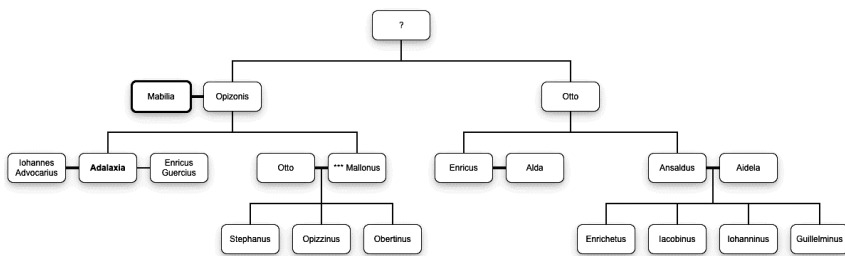 ?
Mabilia
Opizonis
Otto
Iohannes
Advocarius
Adalaxia
Enricus
Guercius
Otto
*** Mallonus
Enricus
Alda
Ansaldus
Aidela
Stephanus
Opizzinus
Obertinus
Enrichetus
Iacobinus
Iohanninus
Guillelminus